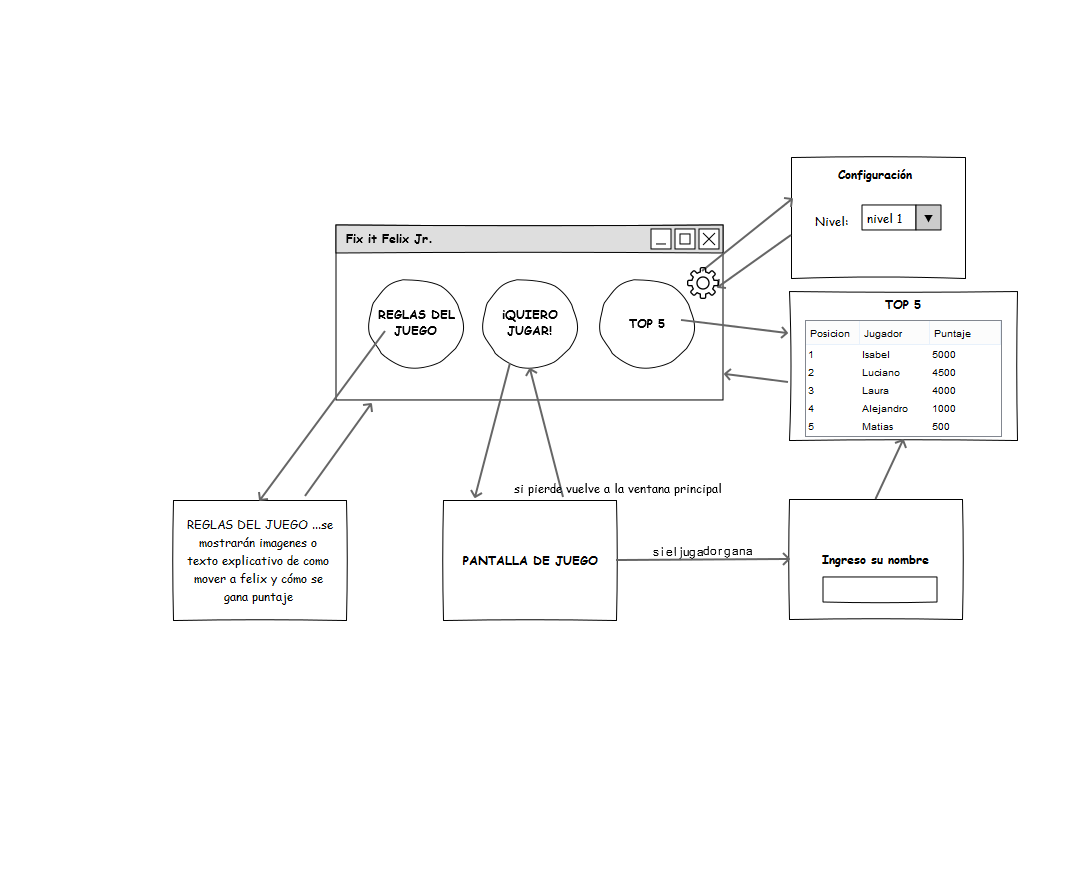 Configuración
Nivel: nivel 1
Fix it Felix Jr.
REGLAS DEL
JUEGO
¡QUIERO
JUGAR!
TOP 5
TOP 5
Posicion Jugador Puntaje
1 Isabel 5000
2 Luciano 4500
3 Laura 4000
4 Alejandro 1000
5 Matias 500
si pierde vuelve a la ventana principal
REGLAS DEL JUEGO ...se
mostrarán imagenes o
texto explicativo de como
mover a felix y cómo se
gana puntaje
PANTALLA DE JUEGO
si el jugador gana
Ingreso su nombre